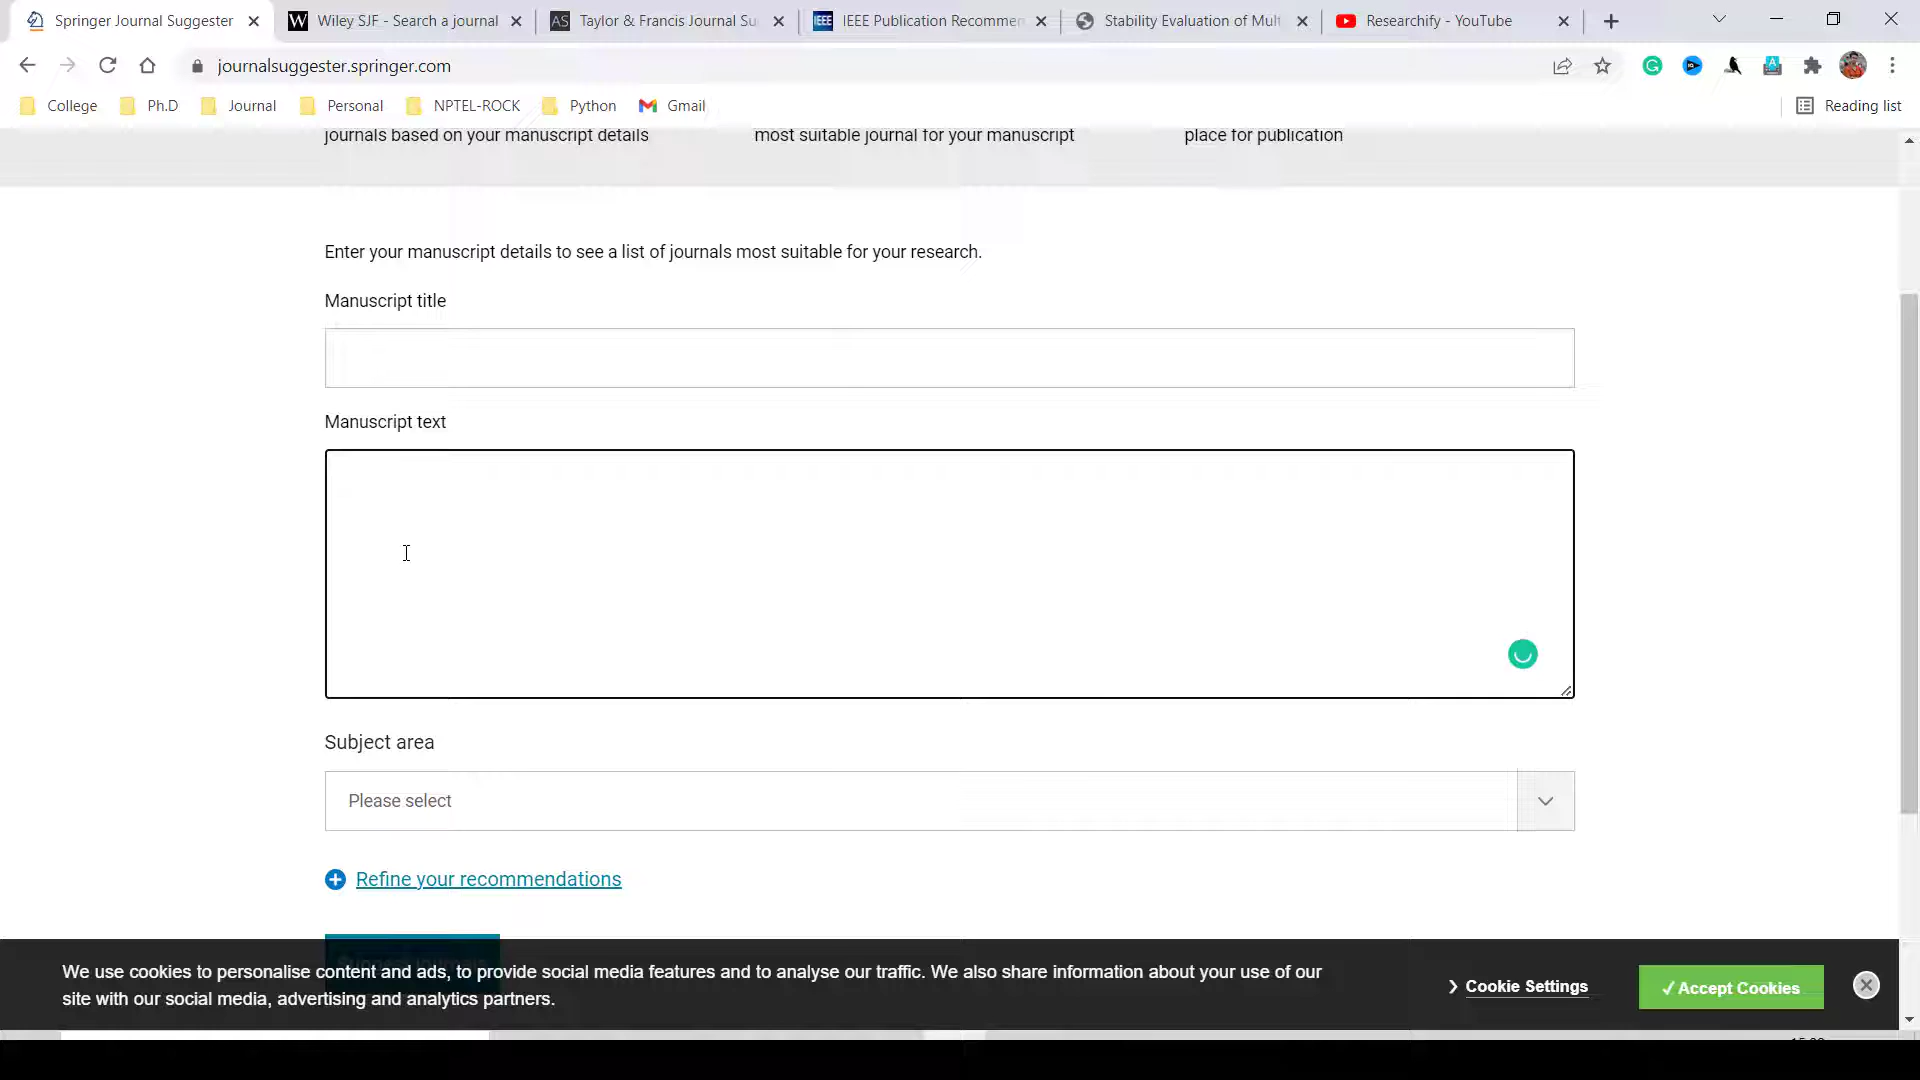 Springer Journal Suggester
Wiley SJF - Search a journal
Taylor & Francis Journal Su
IEEE Publication Recommen
Stability Evaluation of Mult
Researchify - YouTube
journalsuggester.springer.com
College
Ph.D
Journal
Personal
NPTEL-ROCK
Python
Gmail
Reading list
journals based on your manuscript details
most suitable journal for your manuscript
place for publication
Enter your manuscript details to see a list of journals most suitable for your research.
Manuscript title
Manuscript text
Subject area
Please select
Refine your recommendations
We use cookies to personalise content and ads, to provide social media features and to analyse our traffic. We also share information about your use of our
site with our social media, advertising and analytics partners.
Cookie Settings
Accept Cookies